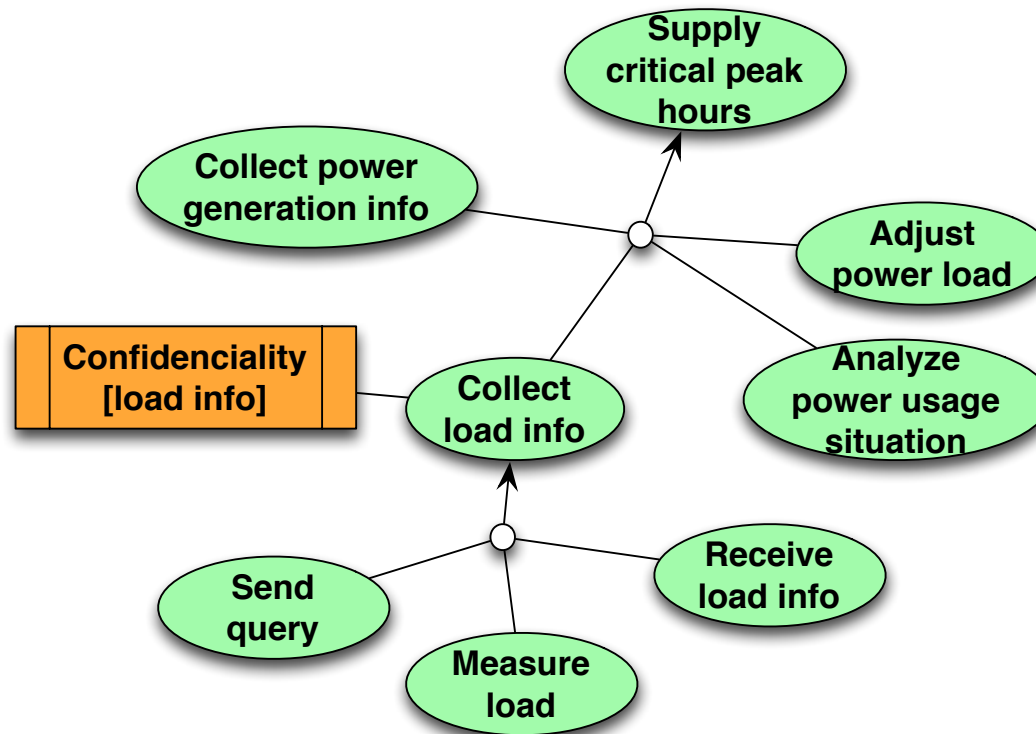 Supply
critical peak
hours
Collect power
generation info
Adjust
power load
Confidenciality
[load info]
Collect
load info
Analyze
power usage
situation
Send
query
Receive
load info
Measure
load